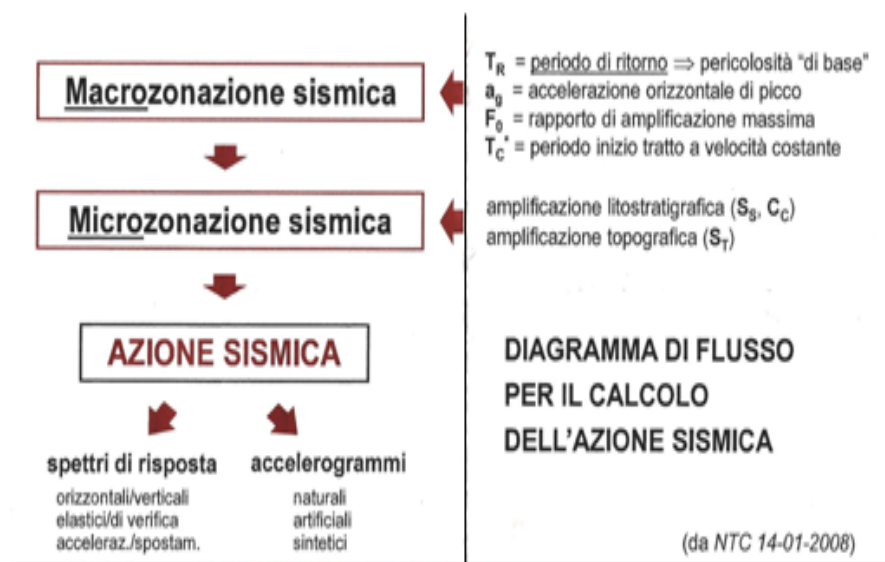 Macrozonazione sismica
T_R = periodo di ritorno ⇒ pericolosità “di base”
a_g = accelerazione orizzontale di picco
F_0 = rapporto di amplificazione massima
T_C* = periodo inizio tratto a velocità costante
Microzonazione sismica
amplificazione litostratigrafica (S_S, C_C)
amplificazione topografica (S_T)
AZIONE SISMICA
spettri di risposta
orizzontali/verticali
elastici/di verifica
acceleraz./spostam.
accelerogrammi
naturali
artificiali
sintetici
DIAGRAMMA DI FLUSSO
PER IL CALCOLO
DELL'AZIONE SISMICA
(da NTC 14-01-2008)